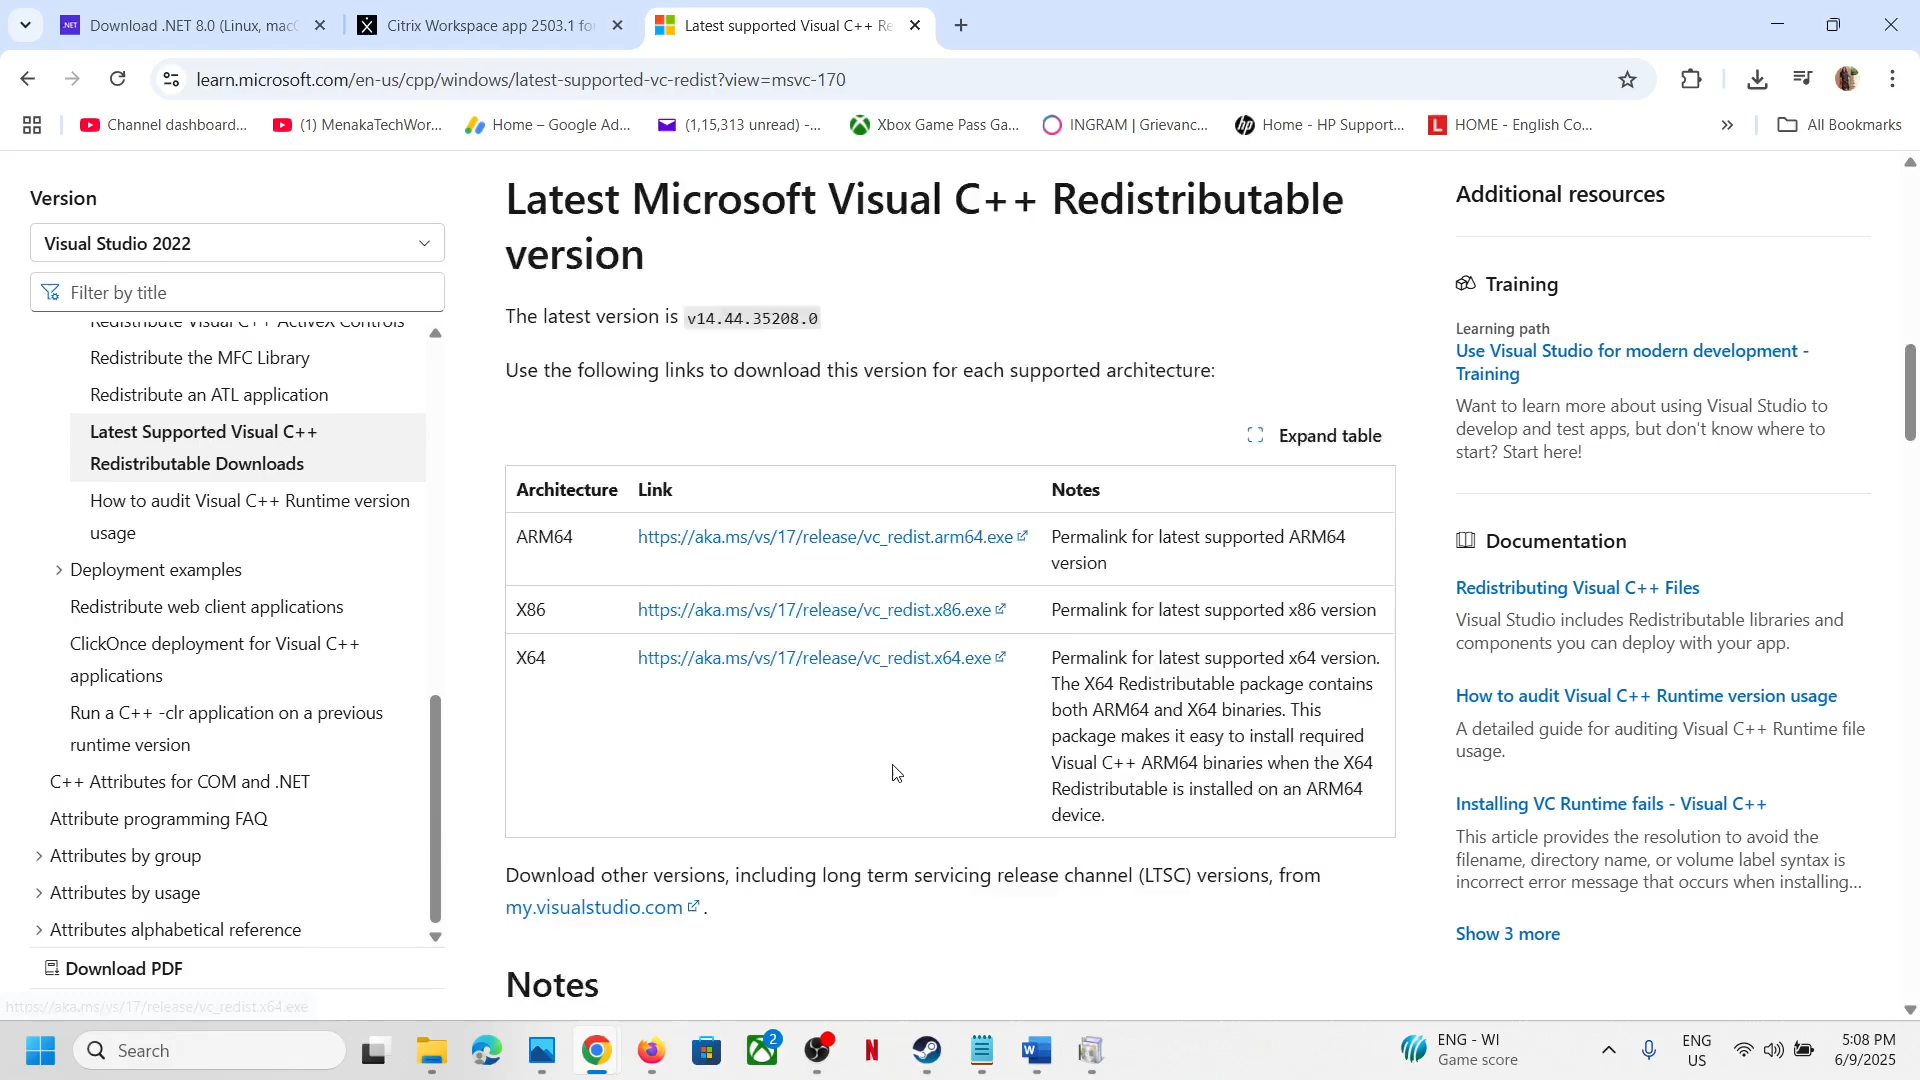 Download .NET 8.0 (Linux, mac
Citrix Workspace app 2503.1 fo
Latest supported Visual C++ Re
learn.microsoft.com/en-us/cpp/windows/latest-supported-vc-redist?view=msvc-170
Channel dashboard...
(1) MenakaTechWor...
Home – Google Ad...
(1,15,313 unread) -...
Xbox Game Pass Ga...
INGRAM | Grievanc...
Home - HP Support...
HOME - English Co...
All Bookmarks
Version
Visual Studio 2022
Filter by title
Redistribute Visual C++ ActiveX Controls
Redistribute the MFC Library
Redistribute an ATL application
Latest Supported Visual C++
Redistributable Downloads
How to audit Visual C++ Runtime version
usage
Deployment examples
Redistribute web client applications
ClickOnce deployment for Visual C++
applications
Run a C++ -clr application on a previous
runtime version
C++ Attributes for COM and .NET
Attribute programming FAQ
Attributes by group
Attributes by usage
Attributes alphabetical reference
Download PDF
https://aka.ms/vs/17/release/vc_redist.x64.exe
Latest Microsoft Visual C++ Redistributable
version
The latest version is v14.44.35208.0
Use the following links to download this version for each supported architecture:
Expand table
Architecture Link Notes
ARM64 https://aka.ms/vs/17/release/vc_redist.arm64.exe Permalink for latest supported ARM64
version
X86 https://aka.ms/vs/17/release/vc_redist.x86.exe Permalink for latest supported x86 version
X64 https://aka.ms/vs/17/release/vc_redist.x64.exe Permalink for latest supported x64 version.
The X64 Redistributable package contains
both ARM64 and X64 binaries. This
package makes it easy to install required
Visual C++ ARM64 binaries when the X64
Redistributable is installed on an ARM64
device.
Download other versions, including long term servicing release channel (LTSC) versions, from
my.visualstudio.com.
Notes
Additional resources
Training
Learning path
Use Visual Studio for modern development -
Training
Want to learn more about using Visual Studio to
develop and test apps, but don't know where to
start? Start here!
Documentation
Redistributing Visual C++ Files
Visual Studio includes Redistributable libraries and
components you can deploy with your app.
How to audit Visual C++ Runtime version usage
A detailed guide for auditing Visual C++ Runtime file
usage.
Installing VC Runtime fails - Visual C++
This article provides the resolution to avoid the
filename, directory name, or volume label syntax is
incorrect error message that occurs when installing...
Show 3 more
Search
2
ENG - WI
Game score
ENG
US
5:08 PM
6/9/2025